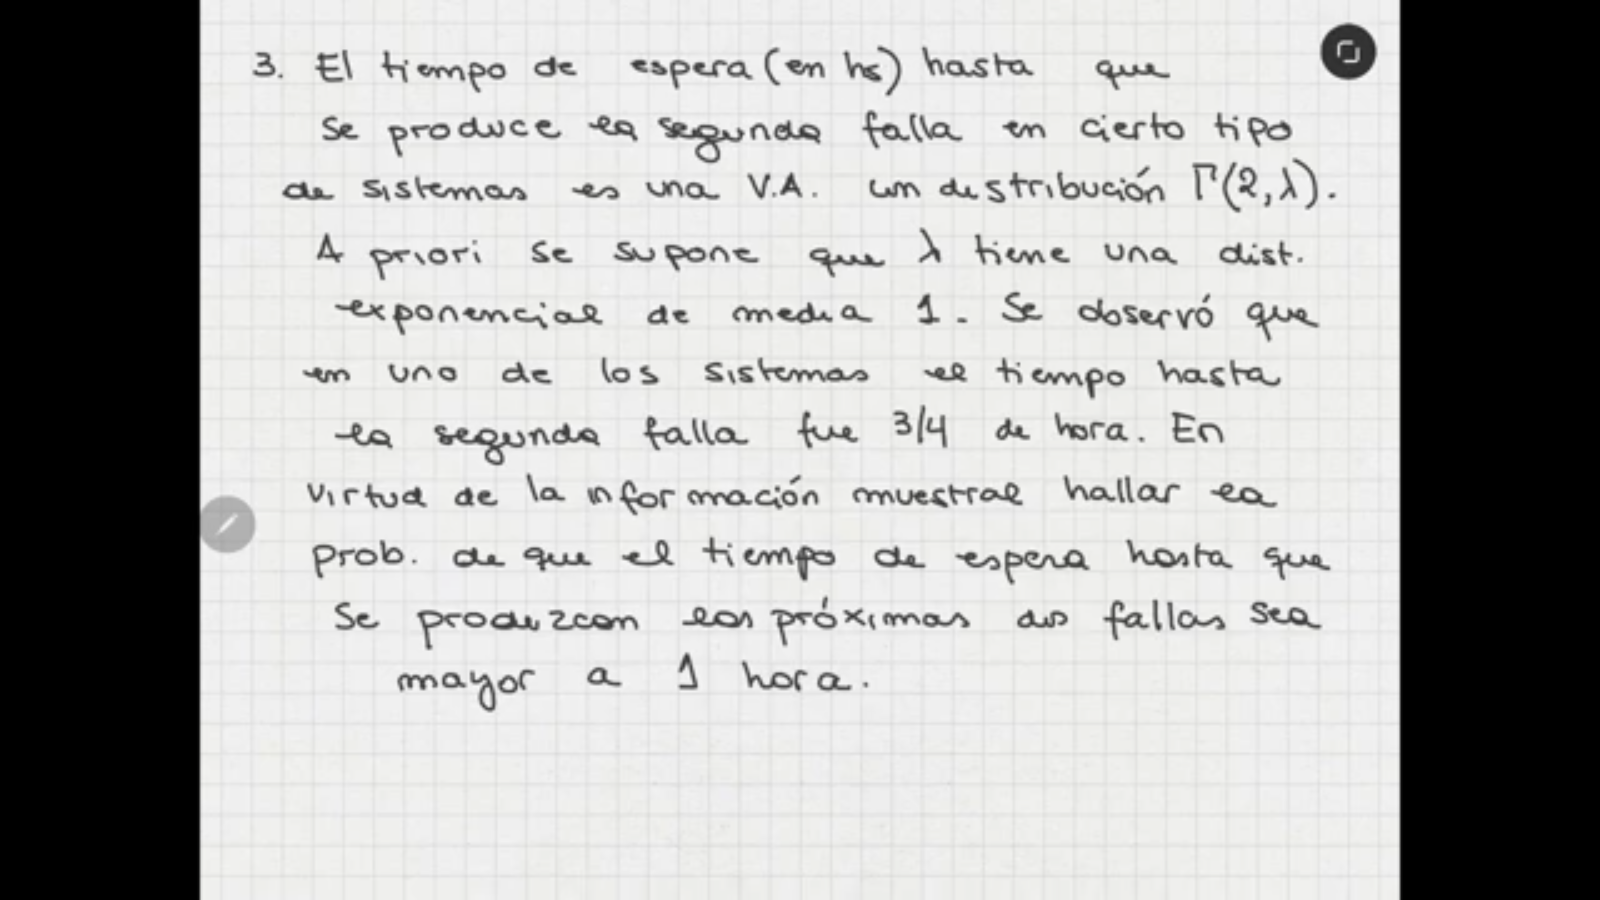 3. El tiempo de espera (en hs) hasta que
se produce la segunda falla en cierto tipo
de sistemas es una V.A. con distribución Γ(2,λ).
A priori se supone que λ tiene una dist.
exponencial de media 1. Se observó que
en uno de los sistemas el tiempo hasta
la segunda falla fue 3/4 de hora. En
virtud de la información muestral hallar la
prob. de que el tiempo de espera hasta que
se produzcan las próximas dos fallas sea
mayor a 1 hora.